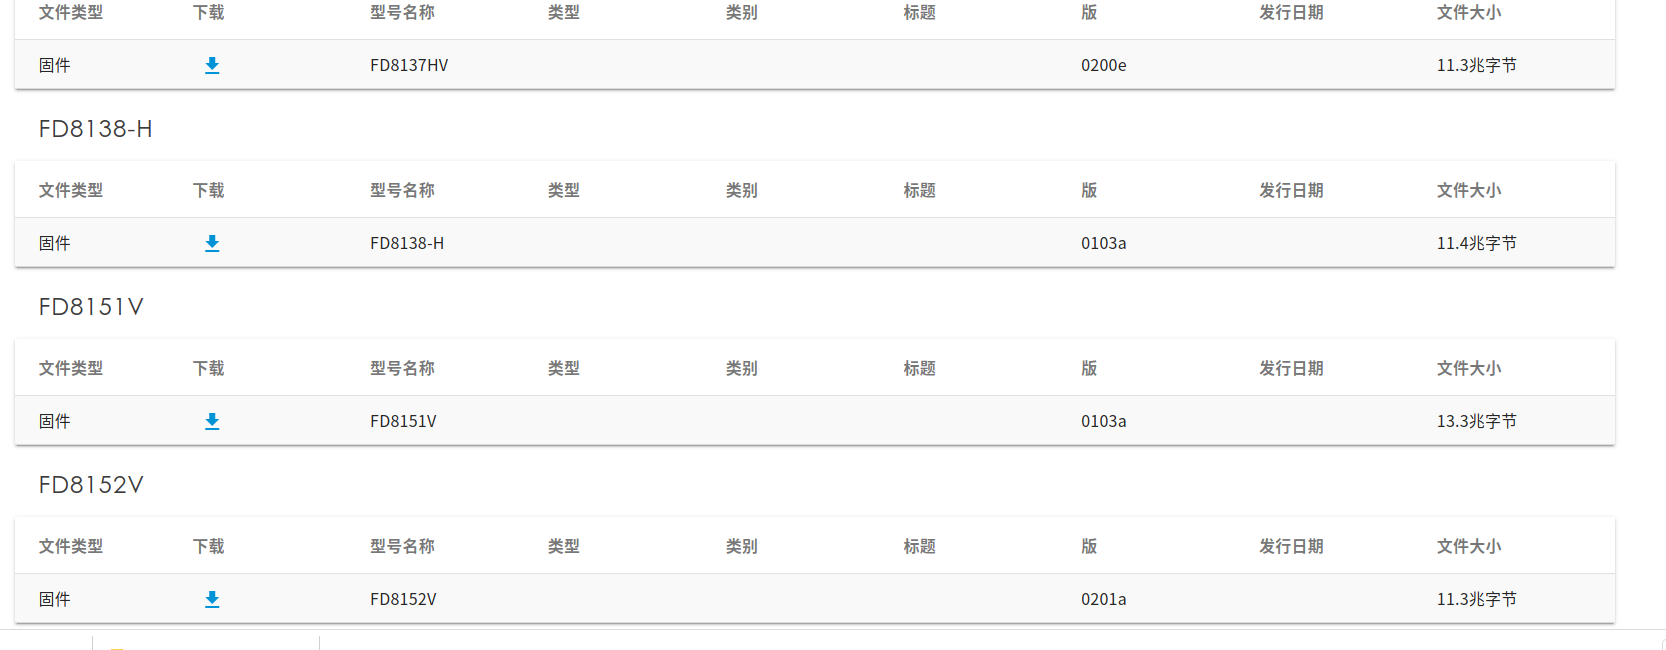 文件类型 下载 型号名称 类型 类别 标题 版 发行日期 文件大小
固件 FD8137HV 0200e 11.3兆字节
FD8138-H
文件类型 下载 型号名称 类型 类别 标题 版 发行日期 文件大小
固件 FD8138-H 0103a 11.4兆字节
FD8151V
文件类型 下载 型号名称 类型 类别 标题 版 发行日期 文件大小
固件 FD8151V 0103a 13.3兆字节
FD8152V
文件类型 下载 型号名称 类型 类别 标题 版 发行日期 文件大小
固件 FD8152V 0201a 11.3兆字节